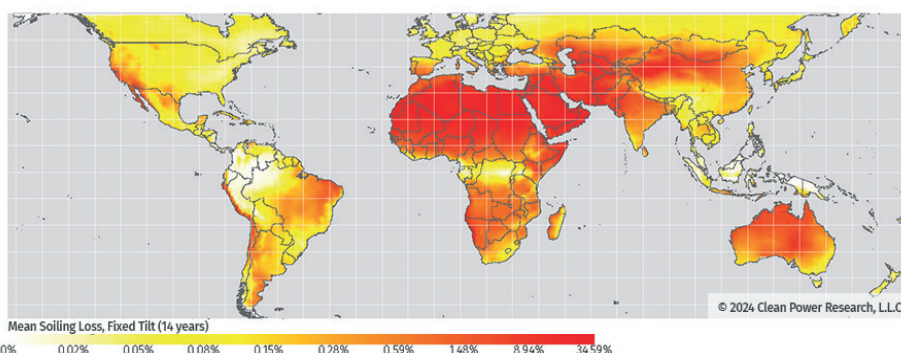 © 2024 Clean Power Research, L.L.C
Mean Soiling Loss, Fixed Tilt (14 years)
0% 0.02% 0.05% 0.08% 0.15% 0.28% 0.59% 1.48% 8.94% 34.59%